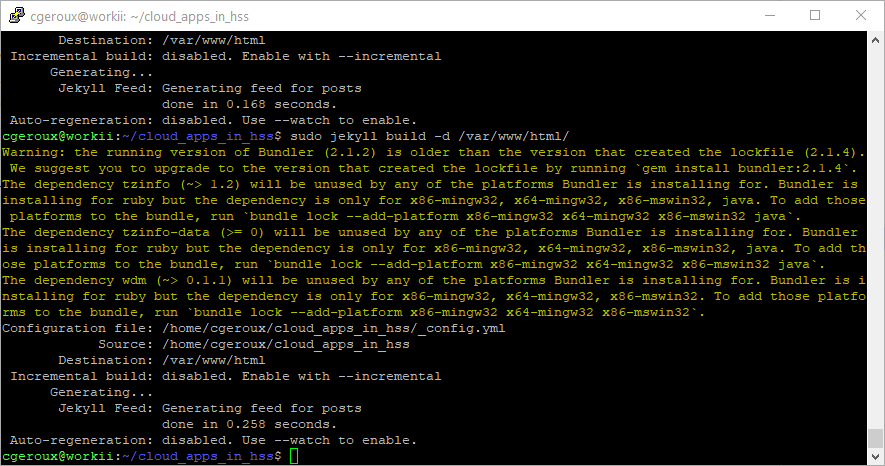 cgeroux@workii: ~/cloud_apps_in_hss
Destination: /var/www/html
Incremental build: disabled. Enable with --incremental
Generating...
Jekyll Feed: Generating feed for posts
done in 0.168 seconds.
Auto-regeneration: disabled. Use --watch to enable.
cgeroux@workii:~/cloud_apps_in_hss$ sudo jekyll build -d /var/www/html/
Warning: the running version of Bundler (2.1.2) is older than the version that created the lockfile (2.1.4).
We suggest you to upgrade to the version that created the lockfile by running `gem install bundler:2.1.4`.
The dependency tzinfo (~> 1.2) will be unused by any of the platforms Bundler is installing for. Bundler is
installing for ruby but the dependency is only for x86-mingw32, x64-mingw32, x86-mswin32, java. To add those
platforms to the bundle, run `bundle lock --add-platform x86-mingw32 x64-mingw32 x86-mswin32 java`.
The dependency tzinfo-data (>= 0) will be unused by any of the platforms Bundler is installing for. Bundler
is installing for ruby but the dependency is only for x86-mingw32, x64-mingw32, x86-mswin32, java. To add th
ose platforms to the bundle, run `bundle lock --add-platform x86-mingw32 x64-mingw32 x86-mswin32 java`.
The dependency wdm (~> 0.1.1) will be unused by any of the platforms Bundler is installing for. Bundler is i
nstalling for ruby but the dependency is only for x86-mingw32, x64-mingw32, x86-mswin32. To add those platfo
rms to the bundle, run `bundle lock --add-platform x86-mingw32 x64-mingw32 x86-mswin32`.
Configuration file: /home/cgeroux/cloud_apps_in_hss/_config.yml
Source: /home/cgeroux/cloud_apps_in_hss
Destination: /var/www/html
Incremental build: disabled. Enable with --incremental
Generating...
Jekyll Feed: Generating feed for posts
done in 0.258 seconds.
Auto-regeneration: disabled. Use --watch to enable.
cgeroux@workii:~/cloud_apps_in_hss$